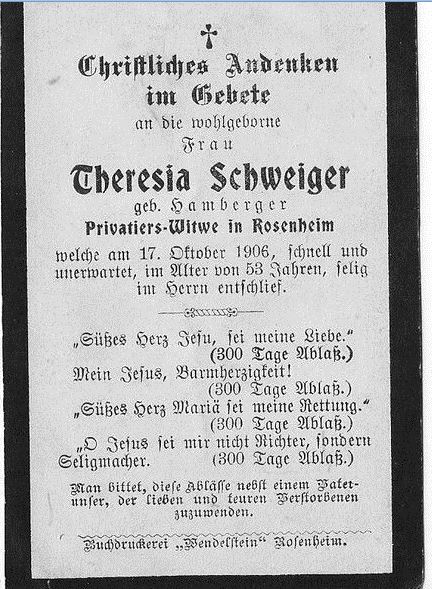 Christliches Andenken
im Gebete
an die wohlgeborne
Frau
Theresia Schweiger
geb. Hamberger
Privatiers-Witwe in Rosenheim
welche am 17. Oktober 1906, schnell und
unerwartet, im Alter von 53 Jahren, selig
im Herrn entschlief.
„Süßes Herz Jesu, sei meine Liebe."
(300 Tage Ablaß.)
Mein Jesus, Barmherzigkeit!
(300 Tage Ablaß.)
„Süßes Herz Mariä sei meine Rettung."
(300 Tage Ablaß.)
„O Jesus sei mir nicht Richter, sondern
Seligmacher. (300 Tage Ablaß.)
Man bittet, diese Ablässe nebst einem Vater-
unser, der lieben und teuren Verstorbenen
zuzuwenden.
Buchdruckerei „Wendelstein" Rosenheim.